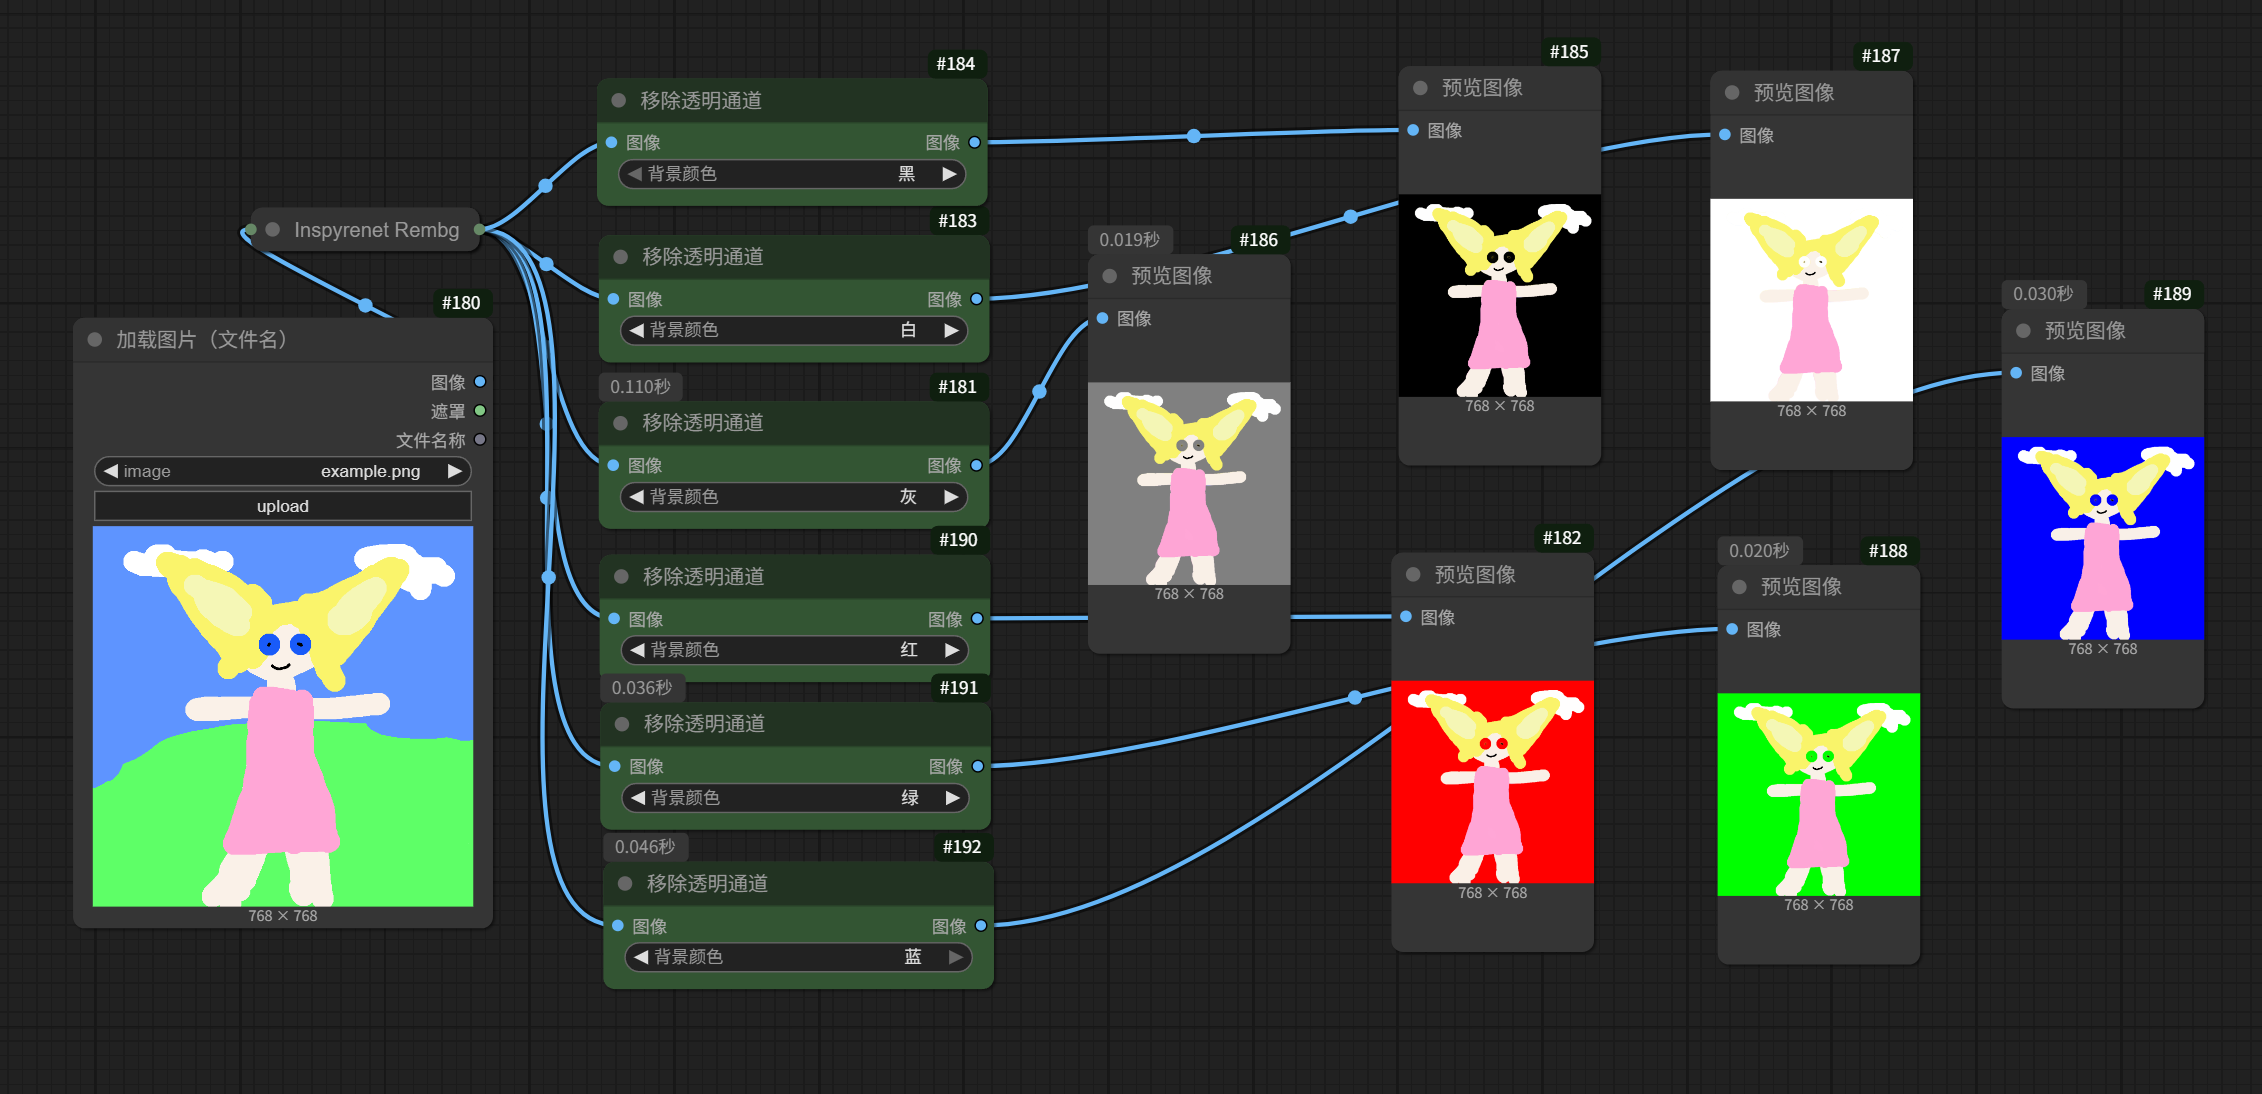 Inspyrenet Rembg
#180
加载图片（文件名）
图像
遮罩
文件名称
image example.png
upload
768 × 768
#184
移除透明通道
图像 图像
背景颜色 黑
#183
移除透明通道
图像 图像
背景颜色 白
0.110秒 #181
移除透明通道
图像 图像
背景颜色 灰
#190
移除透明通道
图像 图像
背景颜色 红
0.036秒 #191
移除透明通道
图像 图像
背景颜色 绿
0.046秒 #192
移除透明通道
图像 图像
背景颜色 蓝
0.019秒 #186
预览图像
图像
768 × 768
#185
预览图像
图像
768 × 768
#187
预览图像
图像
768 × 768
#182
预览图像
图像
768 × 768
0.020秒 #188
预览图像
图像
768 × 768
0.030秒 #189
预览图像
图像
768 × 768